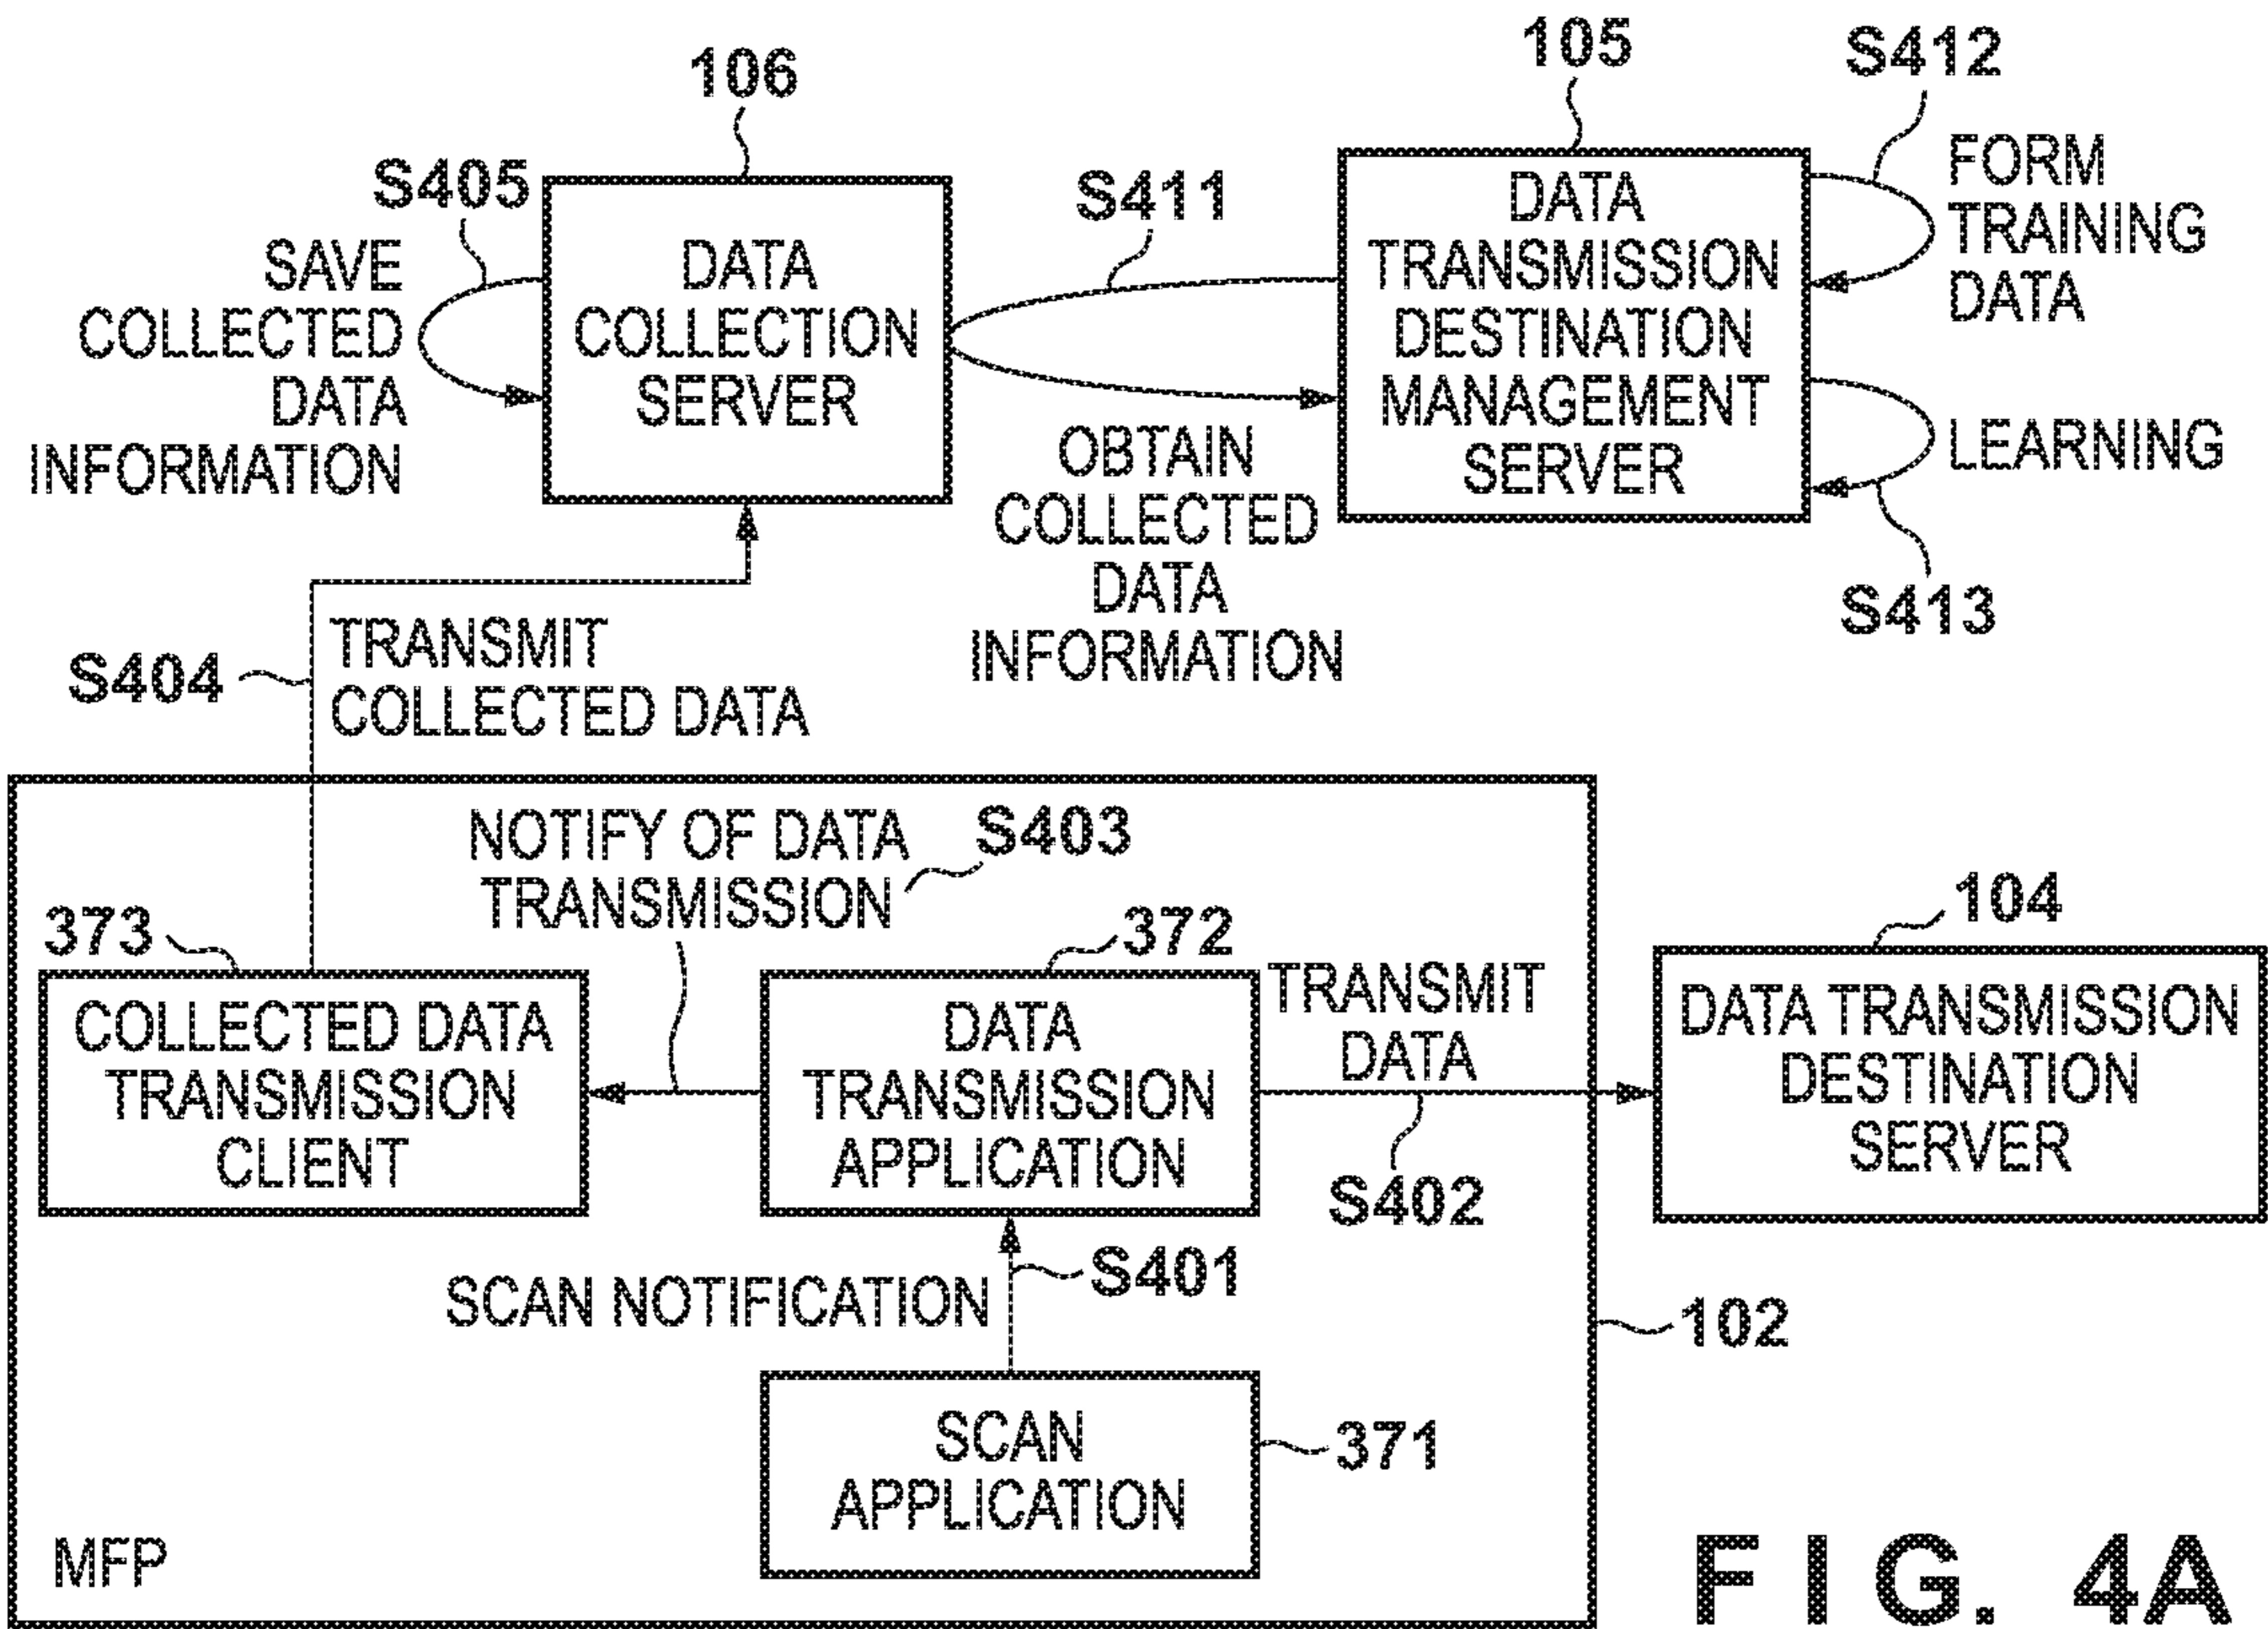 106
105
S412
S405
SAVE
COLLECTED
DATA
INFORMATION
DATA
COLLECTION
SERVER
S411
OBTAIN
COLLECTED
DATA
INFORMATION
DATA
TRANSMISSION
DESTINATION
MANAGEMENT
SERVER
FORM
TRAINING
DATA
LEARNING
S413
S404
TRANSMIT
COLLECTED DATA
NOTIFY OF DATA
TRANSMISSION
S403
373
COLLECTED DATA
TRANSMISSION
CLIENT
372
DATA
TRANSMISSION
APPLICATION
TRANSMIT
DATA
S402
104
DATA TRANSMISSION
DESTINATION
SERVER
SCAN NOTIFICATION
S401
102
SCAN
APPLICATION
371
MFP
FIG. 4A